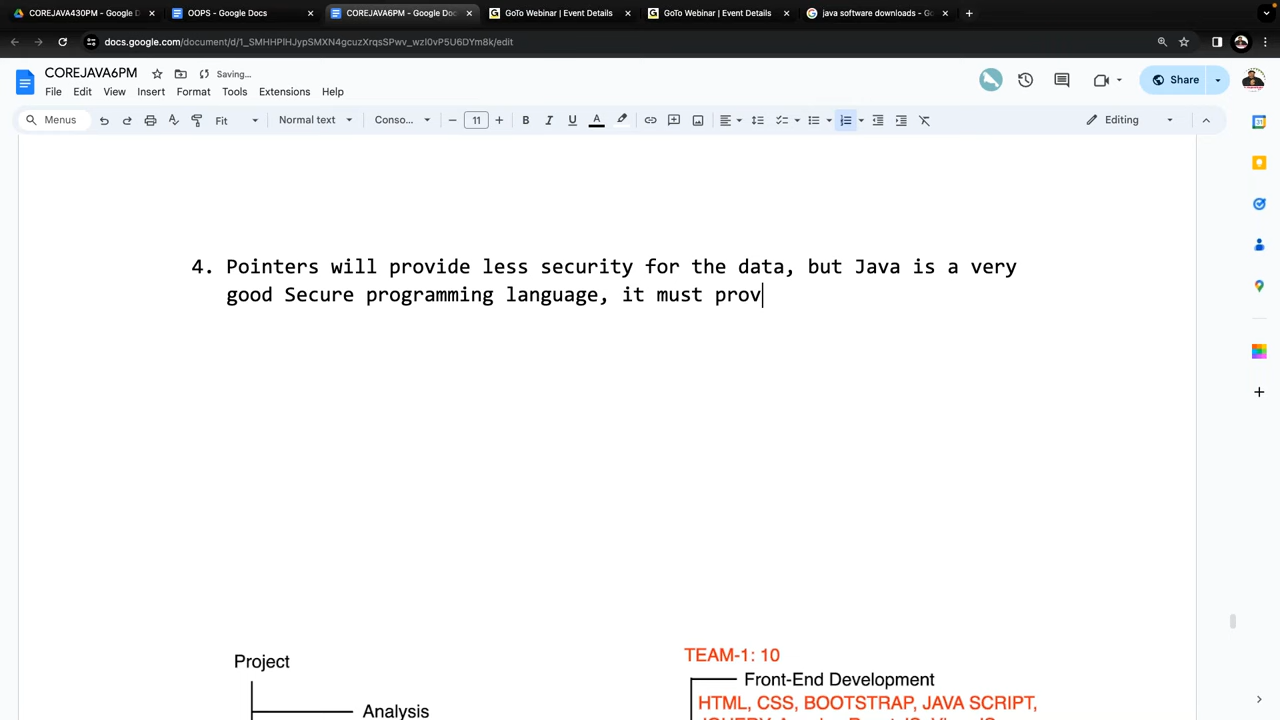 COREJAVA430PM - Google D
OOPS - Google Docs
COREJAVA6PM - Google Doc
GoTo Webinar | Event Details
GoTo Webinar | Event Details
java software downloads - Go
docs.google.com/document/d/1_SMHHPIHJypSMXN4gcuzXrqsSPwv_wzI0vP5U6DYm8k/edit
COREJAVA6PM
Saving...
File Edit View Insert Format Tools Extensions Help
Share
Menus
Fit
Normal text
Conso...
11
Editing
4. Pointers will provide less security for the data, but Java is a very
good Secure programming language, it must prov
Project
Analysis
TEAM-1: 10
Front-End Development
HTML, CSS, BOOTSTRAP, JAVA SCRIPT,